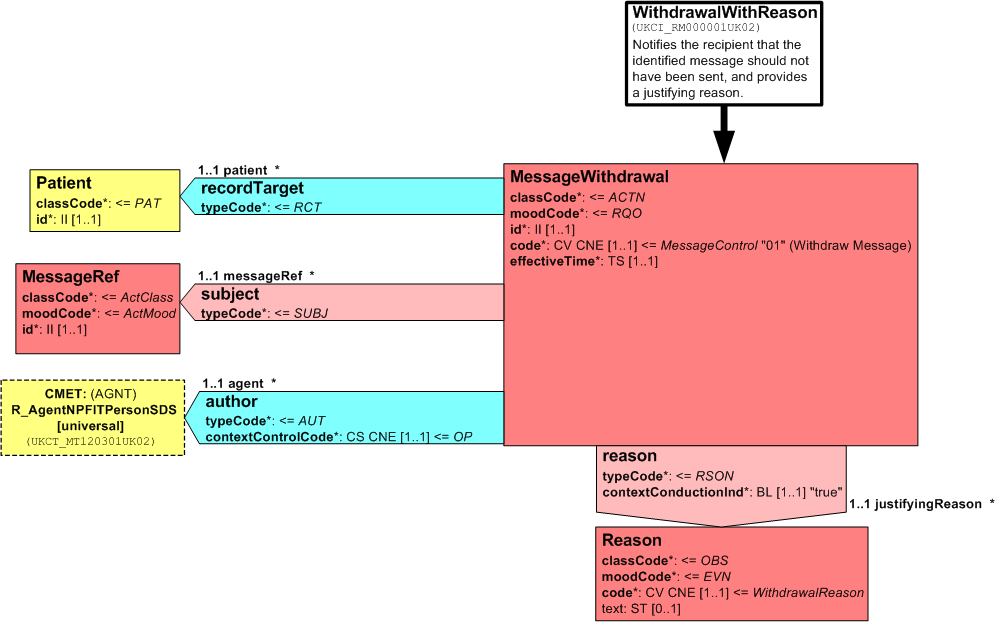 WithdrawalWithReason
(UKCI_RM000001UK02)
Notifies the recipient that the
identified message should not
have been sent, and provides
a justifying reason.
1..1 patient *
Patient
classCode*: <= PAT
id*: II [1..1]
recordTarget
typeCode*: <= RCT
MessageWithdrawal
classCode*: <= ACTN
moodCode*: <= RQO
id*: II [1..1]
code*: CV CNE [1..1] <= MessageControl "01" (Withdraw Message)
effectiveTime*: TS [1..1]
1..1 messageRef *
MessageRef
classCode*: <= ActClass
moodCode*: <= ActMood
id*: II [1..1]
subject
typeCode*: <= SUBJ
1..1 agent *
CMET: (AGNT)
R_AgentNPFITPersonSDS
[universal]
(UKCT_MT120301UK02)
author
typeCode*: <= AUT
contextControlCode*: CS CNE [1..1] <= OP
reason
typeCode*: <= RSON
contextConductionInd*: BL [1..1] "true"
1..1 justifyingReason *
Reason
classCode*: <= OBS
moodCode*: <= EVN
code*: CV CNE [1..1] <= WithdrawalReason
text: ST [0..1]